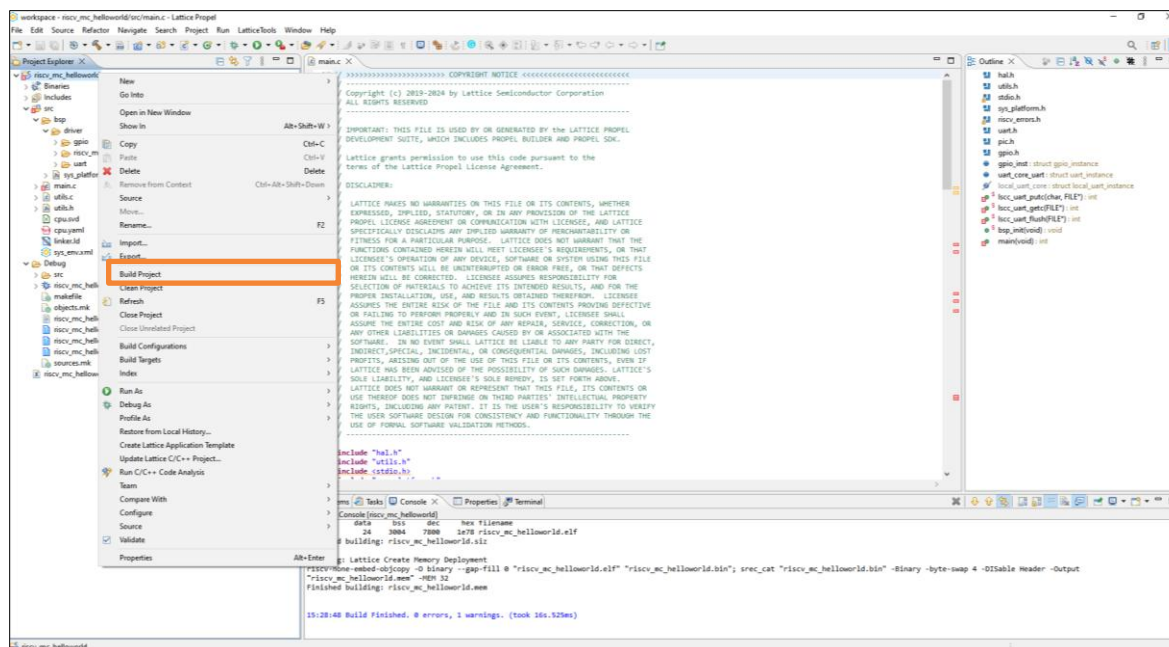 workspace - riscv_mc_helloworld/src/main.c - Lattice Propel
File Edit Source Refactor Navigate Search Project Run LatticeTools Window Help
Project Explorer
riscv_mc_helloworld
Binaries
Includes
src
bsp
driver
gpio
riscv_m
uart
sys_platfor
main.c
utils.c
utils.h
cpu.svd
cpu.yaml
linker.ld
sys_env.xml
Debug
src
riscv_mc_hell
makefile
objects.mk
riscv_mc_hell
riscv_mc_hell
riscv_mc_hell
riscv_mc_hell
sources.mk
riscv_mc_hellow
New
Go Into
Open in New Window
Show In Alt+Shift+W
Copy Ctrl+C
Paste Ctrl+V
Delete Delete
Remove from Context Ctrl+Alt+Shift+Down
Source
Move...
Rename... F2
Import...
Export...
Build Project
Clean Project
Refresh F5
Close Project
Close Unrelated Project
Build Configurations
Build Targets
Index
Run As
Debug As
Profile As
Restore from Local History...
Create Lattice Application Template
Update Lattice C/C++ Project...
Run C/C++ Code Analysis
Team
Compare With
Configure
Source
Validate
Properties Alt+Enter
main.c
/ >>>>>>>>>>>>>>>>>>>>>>> COPYRIGHT NOTICE <<<<<<<<<<<<<<<<<<<<<<<<<
Copyright (c) 2019-2024 by Lattice Semiconductor Corporation
ALL RIGHTS RESERVED
IMPORTANT: THIS FILE IS USED BY OR GENERATED BY the LATTICE PROPEL
DEVELOPMENT SUITE, WHICH INCLUDES PROPEL BUILDER AND PROPEL SDK.
Lattice grants permission to use this code pursuant to the
terms of the Lattice Propel License Agreement.
DISCLAIMER:
LATTICE MAKES NO WARRANTIES ON THIS FILE OR ITS CONTENTS, WHETHER
EXPRESSED, IMPLIED, STATUTORY, OR IN ANY PROVISION OF THE LATTICE
PROPEL LICENSE AGREEMENT OR COMMUNICATION WITH LICENSEE, AND LATTICE
SPECIFICALLY DISCLAIMS ANY IMPLIED WARRANTY OF MERCHANTABILITY OR
FITNESS FOR A PARTICULAR PURPOSE. LATTICE DOES NOT WARRANT THAT THE
FUNCTIONS CONTAINED HEREIN WILL MEET LICENSEE'S REQUIREMENTS, OR THAT
LICENSEE'S OPERATION OF ANY DEVICE, SOFTWARE OR SYSTEM USING THIS FILE
OR ITS CONTENTS WILL BE UNINTERRUPTED OR ERROR FREE, OR THAT DEFECTS
HEREIN WILL BE CORRECTED. LICENSEE ASSUMES RESPONSIBILITY FOR
SELECTION OF MATERIALS TO ACHIEVE ITS INTENDED RESULTS, AND FOR THE
PROPER INSTALLATION, USE, AND RESULTS OBTAINED THEREFROM. LICENSEE
ASSUMES THE ENTIRE RISK OF THE FILE AND ITS CONTENTS PROVING DEFECTIVE
OR FAILING TO PERFORM PROPERLY AND IN SUCH EVENT, LICENSEE SHALL
ASSUME THE ENTIRE COST AND RISK OF ANY REPAIR, SERVICE, CORRECTION, OR
ANY OTHER LIABILITIES OR DAMAGES CAUSED BY OR ASSOCIATED WITH THE
SOFTWARE. IN NO EVENT SHALL LATTICE BE LIABLE TO ANY PARTY FOR DIRECT,
INDIRECT,SPECIAL, INCIDENTAL, OR CONSEQUENTIAL DAMAGES, INCLUDING LOST
PROFITS, ARISING OUT OF THE USE OF THIS FILE OR ITS CONTENTS, EVEN IF
LATTICE HAS BEEN ADVISED OF THE POSSIBILITY OF SUCH DAMAGES. LATTICE'S
SOLE LIABILITY, AND LICENSEE'S SOLE REMEDY, IS SET FORTH ABOVE.
LATTICE DOES NOT WARRANT OR REPRESENT THAT THIS FILE, ITS CONTENTS OR
USE THEREOF DOES NOT INFRINGE ON THIRD PARTIES' INTELLECTUAL PROPERTY
RIGHTS, INCLUDING ANY PATENT. IT IS THE USER'S RESPONSIBILITY TO VERIFY
THE USER SOFTWARE DESIGN FOR CONSISTENCY AND FUNCTIONALITY THROUGH THE
USE OF FORMAL SOFTWARE VALIDATION METHODS.
include "hal.h"
include "utils.h"
include <stdio.h>
Outline
hal.h
utils.h
stdio.h
sys_platform.h
riscv_errors.h
uart.h
pic.h
gpio.h
gpio_inst : struct gpio_instance
uart_core_uart : struct uart_instance
local_uart_core : struct local_uart_instance
lscc_uart_putc(char, FILE*) : int
lscc_uart_getc(FILE*) : int
lscc_uart_flush(FILE*) : int
bsp_init(void) : void
main(void) : int
ems Tasks Console Properties Terminal
Console [riscv_mc_helloworld]
data bss dec hex filename
24 3004 7800 1e78 riscv_mc_helloworld.elf
d building: riscv_mc_helloworld.siz
g: Lattice Create Memory Deployment
riscv-none-embed-objcopy -O binary --gap-fill 0 "riscv_mc_helloworld.elf" "riscv_mc_helloworld.bin"; srec_cat "riscv_mc_helloworld.bin" -Binary -byte-swap 4 -DISable Header -Output
"riscv_mc_helloworld.mem" -MEM 32
Finished building: riscv_mc_helloworld.mem
15:28:48 Build Finished. 0 errors, 1 warnings. (took 16s.525ms)
riscv_mc_helloworld